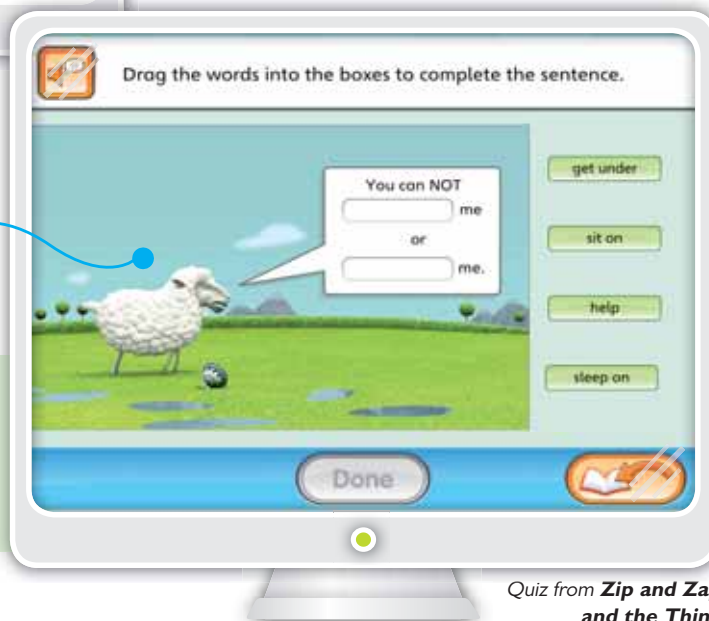 Drag the words into the boxes to complete the sentence.
You can NOT
me
or
me.
get under
sit on
help
sleep on
Done
Quiz from Zip and Za
and the Thin